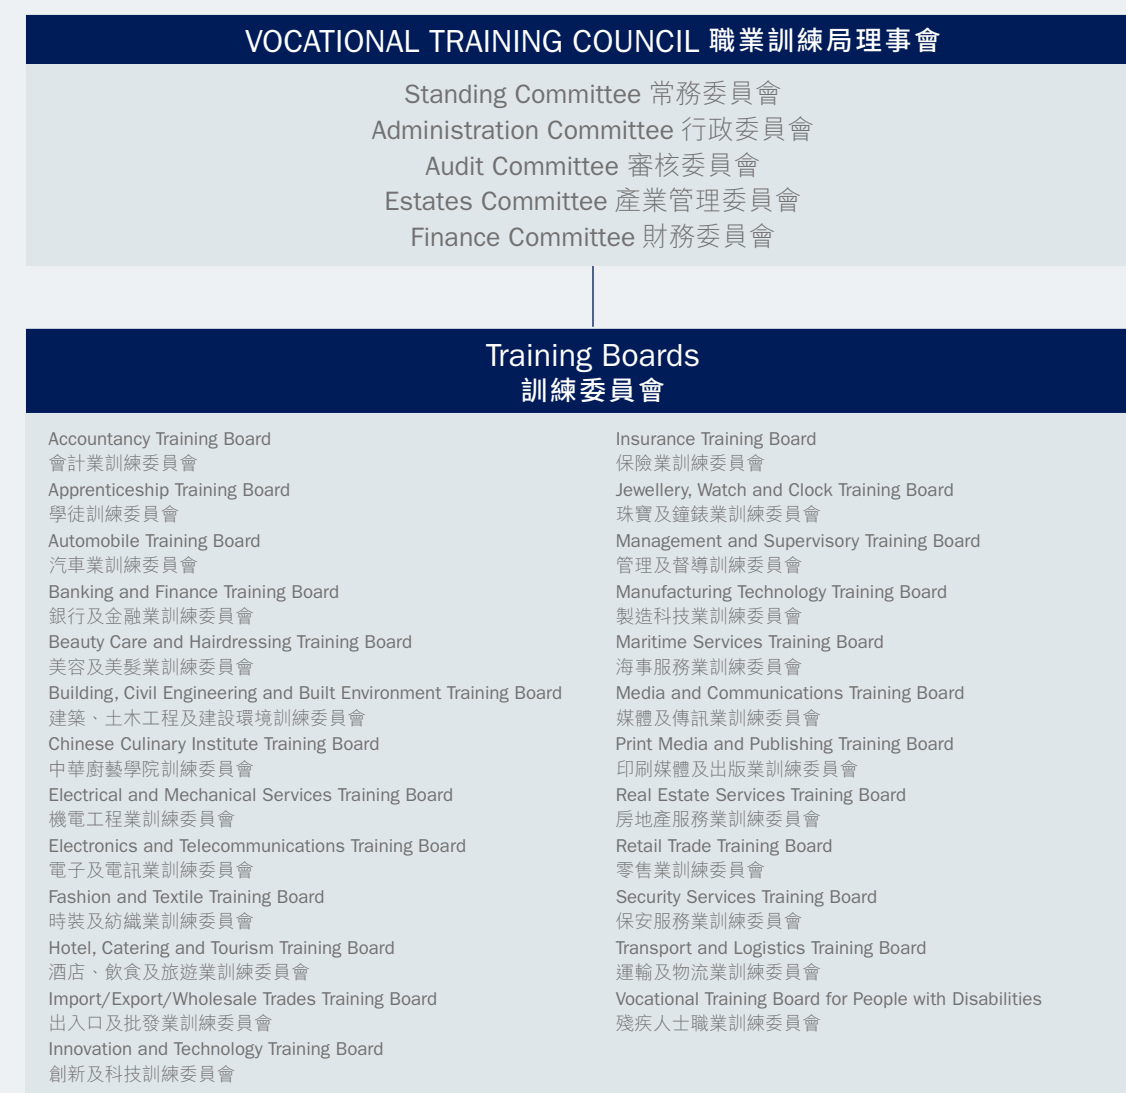 VOCATIONAL TRAINING COUNCIL 職業訓練局理事會
Standing Committee 常務委員會
Administration Committee 行政委員會
Audit Committee 審核委員會
Estates Committee 產業管理委員會
Finance Committee 財務委員會
Training Boards
訓練委員會
Accountancy Training Board
會計業訓練委員會
Apprenticeship Training Board
學徒訓練委員會
Automobile Training Board
汽車業訓練委員會
Banking and Finance Training Board
銀行及金融業訓練委員會
Beauty Care and Hairdressing Training Board
美容及美髮業訓練委員會
Building, Civil Engineering and Built Environment Training Board
建築、土木工程及建設環境訓練委員會
Chinese Culinary Institute Training Board
中華廚藝學院訓練委員會
Electrical and Mechanical Services Training Board
機電工程業訓練委員會
Electronics and Telecommunications Training Board
電子及電訊業訓練委員會
Fashion and Textile Training Board
時裝及紡織業訓練委員會
Hotel, Catering and Tourism Training Board
酒店、飲食及旅遊業訓練委員會
Import/Export/Wholesale Trades Training Board
出入口及批發業訓練委員會
Innovation and Technology Training Board
創新及科技訓練委員會
Insurance Training Board
保險業訓練委員會
Jewellery, Watch and Clock Training Board
珠寶及鐘錶業訓練委員會
Management and Supervisory Training Board
管理及督導訓練委員會
Manufacturing Technology Training Board
製造科技業訓練委員會
Maritime Services Training Board
海事服務業訓練委員會
Media and Communications Training Board
媒體及傳訊業訓練委員會
Print Media and Publishing Training Board
印刷媒體及出版業訓練委員會
Real Estate Services Training Board
房地產服務業訓練委員會
Retail Trade Training Board
零售業訓練委員會
Security Services Training Board
保安服務業訓練委員會
Transport and Logistics Training Board
運輸及物流業訓練委員會
Vocational Training Board for People with Disabilities
殘疾人士職業訓練委員會